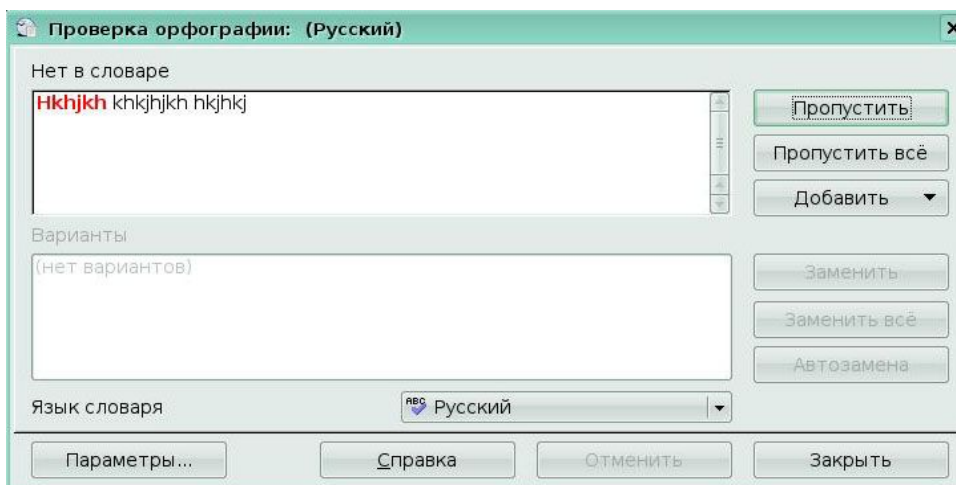 Проверка орфографии: (Русский)
Нет в словаре
Hkhjkh khkjhjkh hkjhkj
Пропустить
Пропустить всё
Добавить
Варианты
(нет вариантов)
Заменить
Заменить всё
Автозамена
Язык словаря
ABC Русский
Параметры...
Справка
Отменить
Закрыть